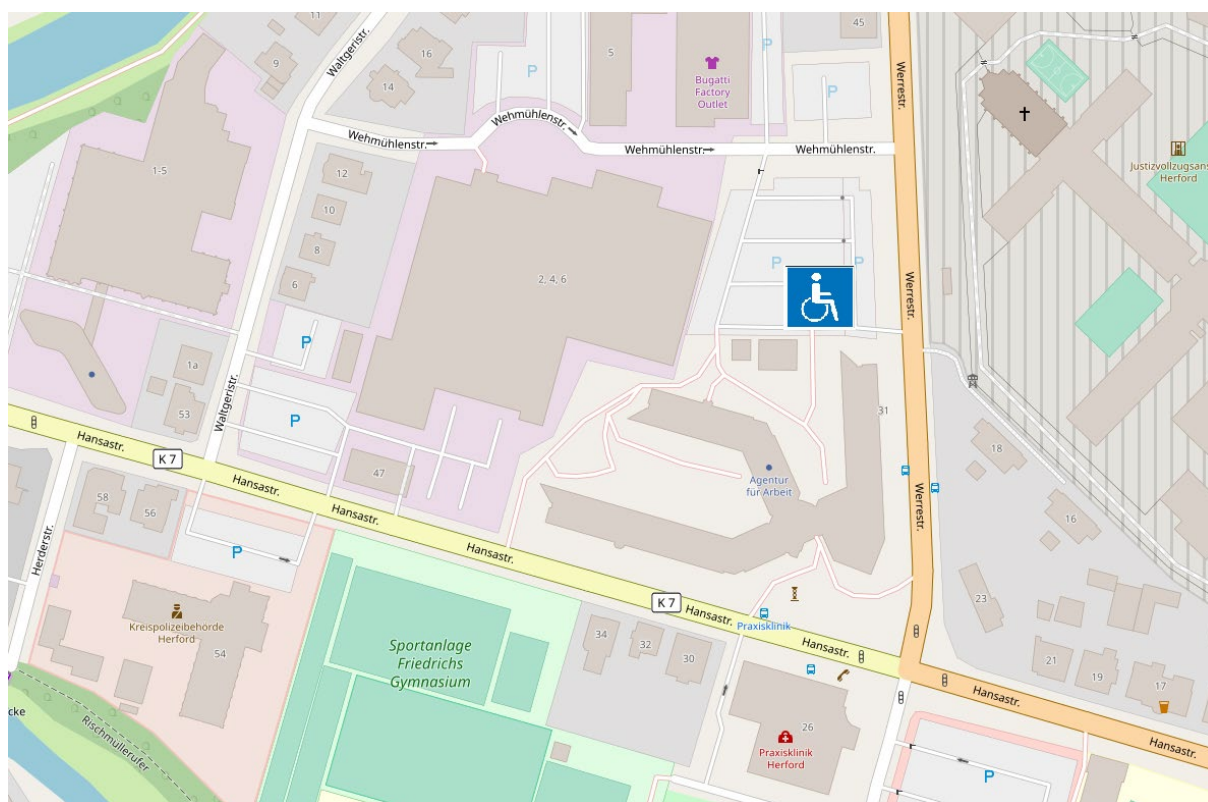 11
45
Waltgeristr.
9
16
5
P
P
Bugatti
Factory
Outlet
14
P
Werrestr.
Wehmühlenstr.
Wehmühlenstr.
Wehmühlenstr.
1-5
12
10
8
6
2, 4, 6
P
P
Werrestr.
Justizvollzugsans
Herford
P
1a
53
Waltgeristr.
P
31
Hansastr.
K 7
Hansastr.
47
18
Agentur
für Arbeit
58
56
Hansastr.
Werrestr.
16
Herderstr.
P
Hansastr.
K 7
Hansastr.
Praxisklinik
23
Kreispolizeibehörde
Herford
54
Sportanlage
Friedrichs
Gymnasium
34
32
30
Hansastr.
21
19
17
Hansastr.
Hansastr.
cke
Rischmüllerufer
26
Praxisklinik
Herford
P